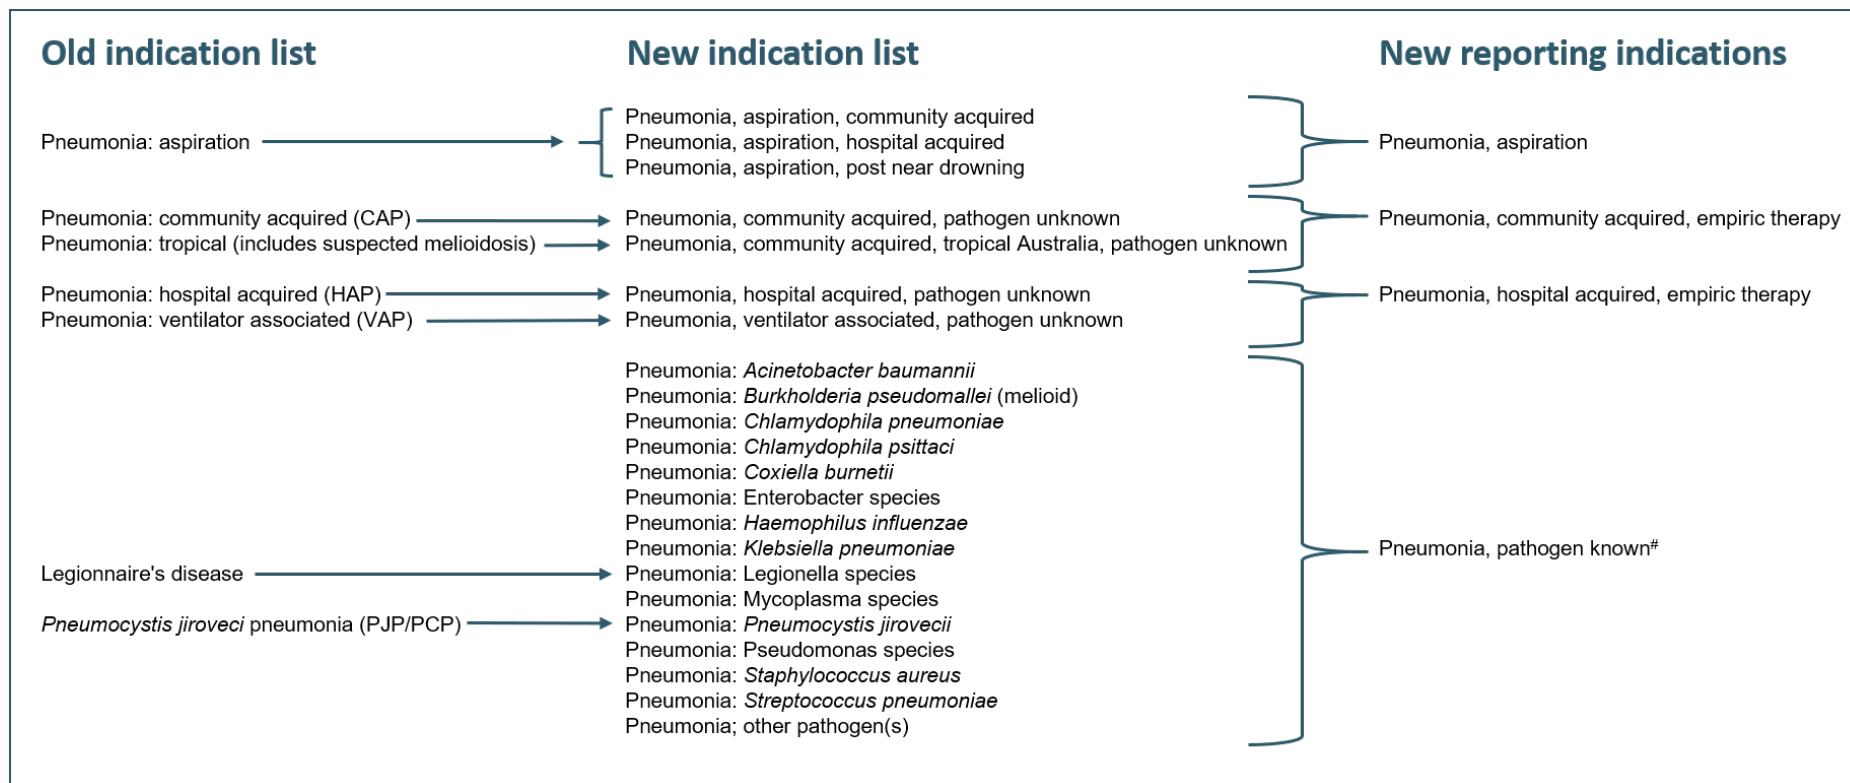 Old indication list
New indication list
New reporting indications
Pneumonia: aspiration
Pneumonia, aspiration, community acquired
Pneumonia, aspiration, hospital acquired
Pneumonia, aspiration, post near drowning
Pneumonia, aspiration
Pneumonia: community acquired (CAP)
Pneumonia: tropical (includes suspected melioidosis)
Pneumonia, community acquired, pathogen unknown
Pneumonia, community acquired, tropical Australia, pathogen unknown
Pneumonia, community acquired, empiric therapy
Pneumonia: hospital acquired (HAP)
Pneumonia: ventilator associated (VAP)
Pneumonia, hospital acquired, pathogen unknown
Pneumonia, ventilator associated, pathogen unknown
Pneumonia, hospital acquired, empiric therapy
Legionnaire's disease
Pneumocystis jiroveci pneumonia (PJP/PCP)
Pneumonia: Acinetobacter baumannii
Pneumonia: Burkholderia pseudomallei (melioid)
Pneumonia: Chlamydophila pneumoniae
Pneumonia: Chlamydophila psittaci
Pneumonia: Coxiella burnetii
Pneumonia: Enterobacter species
Pneumonia: Haemophilus influenzae
Pneumonia: Klebsiella pneumoniae
Pneumonia: Legionella species
Pneumonia: Mycoplasma species
Pneumonia: Pneumocystis jirovecii
Pneumonia: Pseudomonas species
Pneumonia: Staphylococcus aureus
Pneumonia: Streptococcus pneumoniae
Pneumonia; other pathogen(s)
Pneumonia, pathogen known#